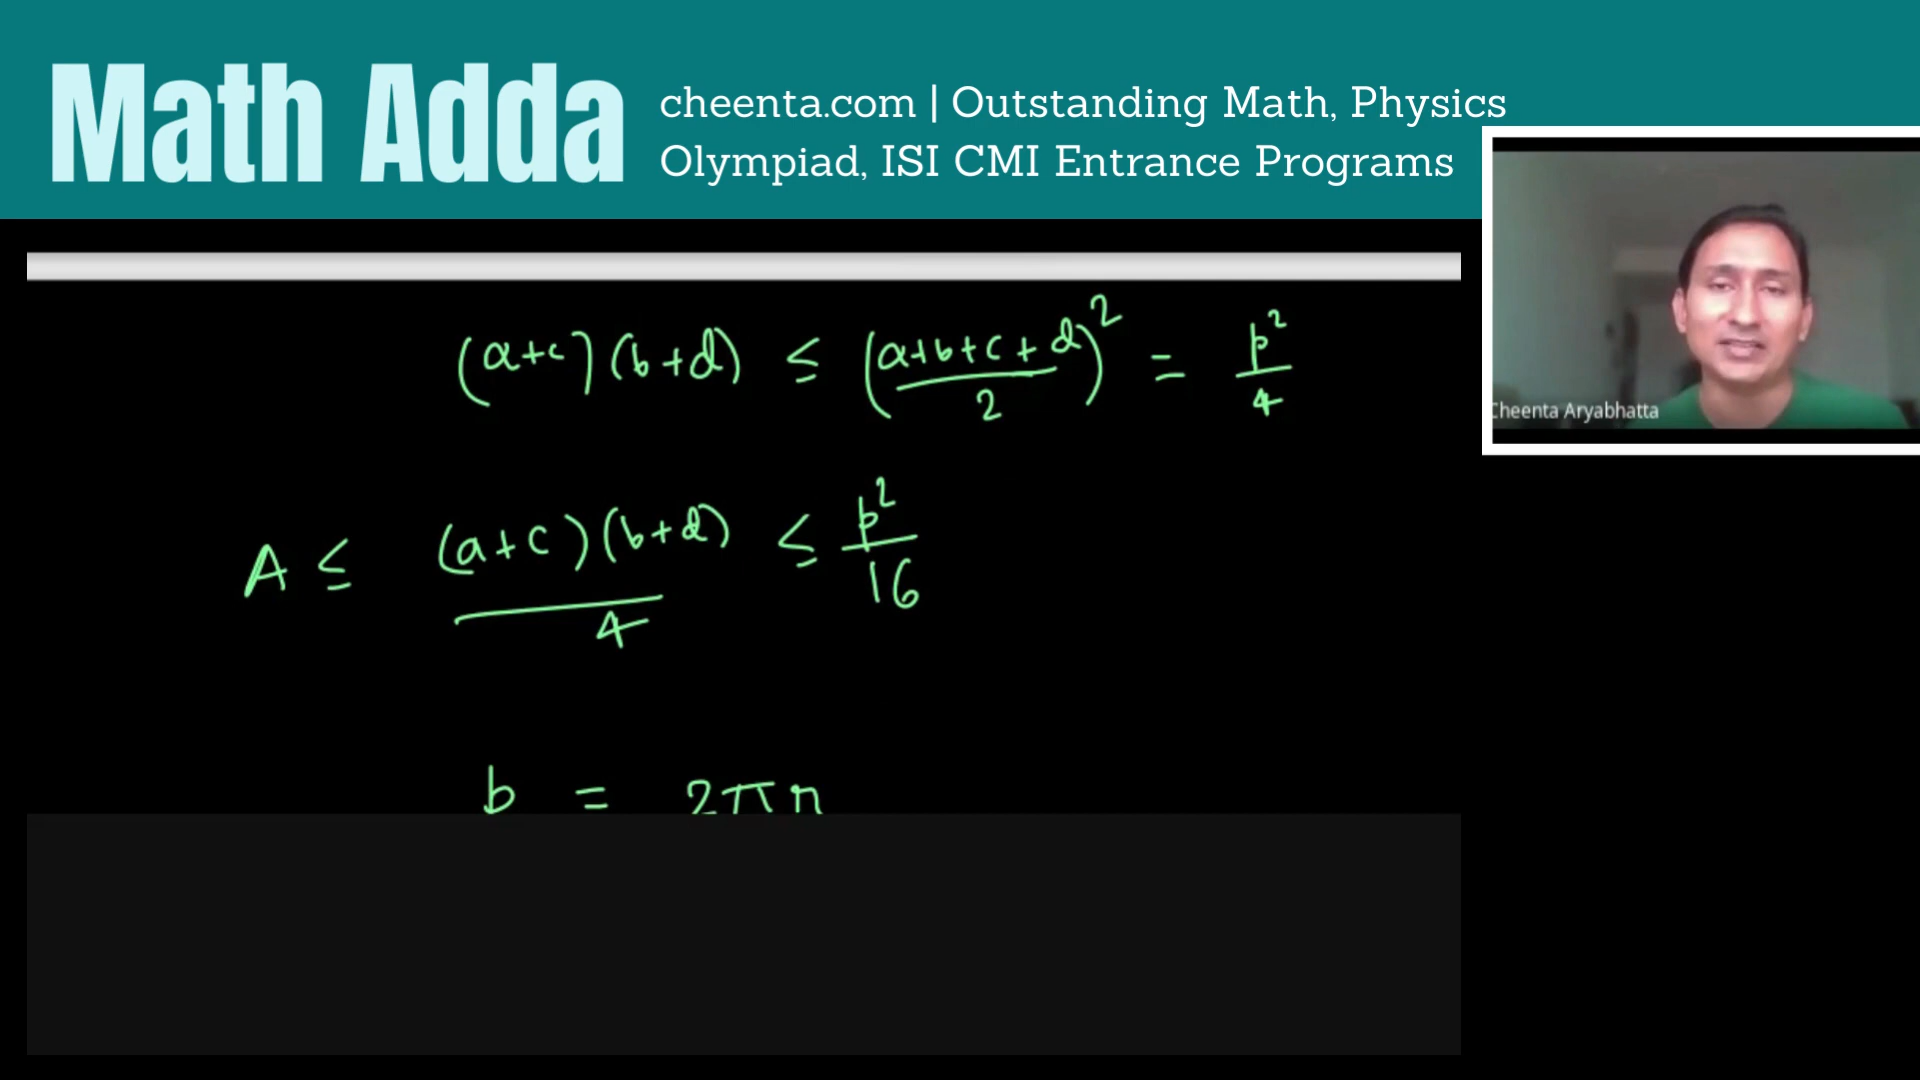 Math Adda
cheenta.com | Outstanding Math, Physics
Olympiad, ISI CMI Entrance Programs
Cheenta Aryabhatta
(a+c)(b+d) ≤ ((a+b+c+d)/2)² = p²/4
A ≤ (a+c)(b+d)/4 ≤ p²/16
p = 2πr